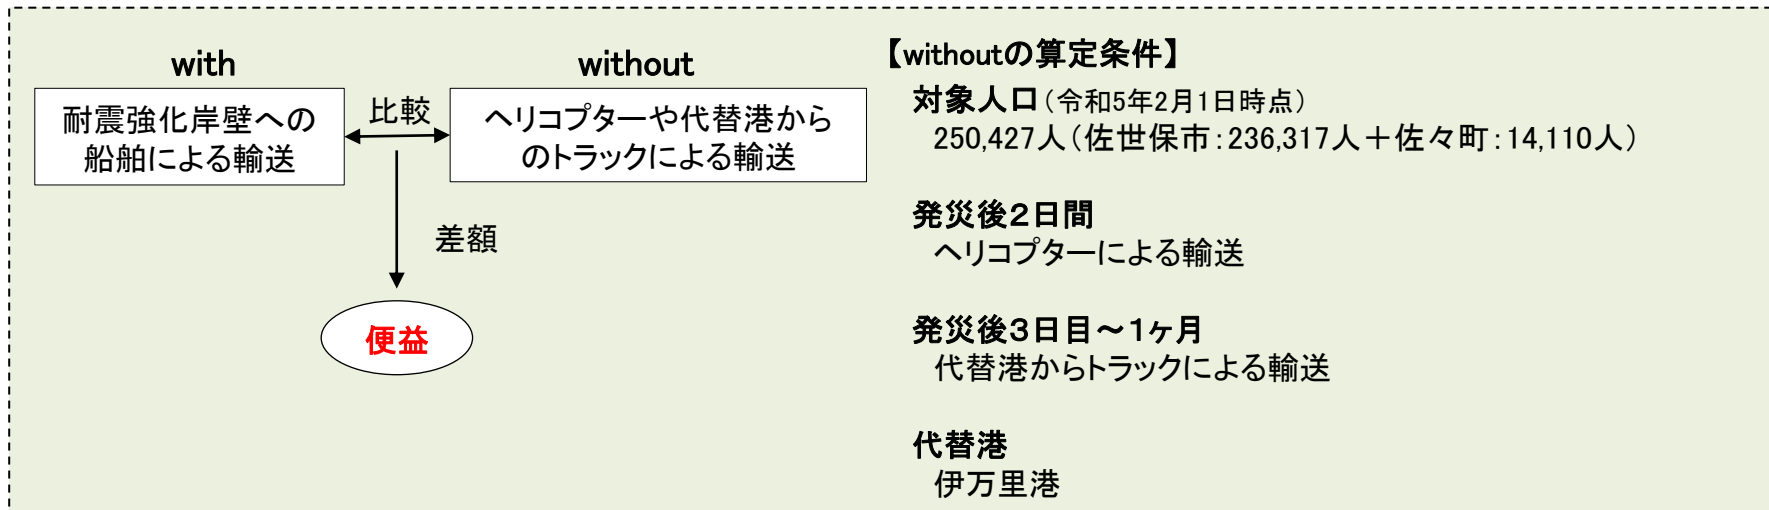 with
without
耐震強化岸壁への
船舶による輸送
比較
ヘリコプターや代替港から
のトラックによる輸送
差額
便益
【withoutの算定条件】
対象人口（令和5年2月1日時点）
250,427人（佐世保市：236,317人＋佐々町：14,110人）
発災後２日間
ヘリコプターによる輸送
発災後３日目～１ヶ月
代替港からトラックによる輸送
代替港
伊万里港